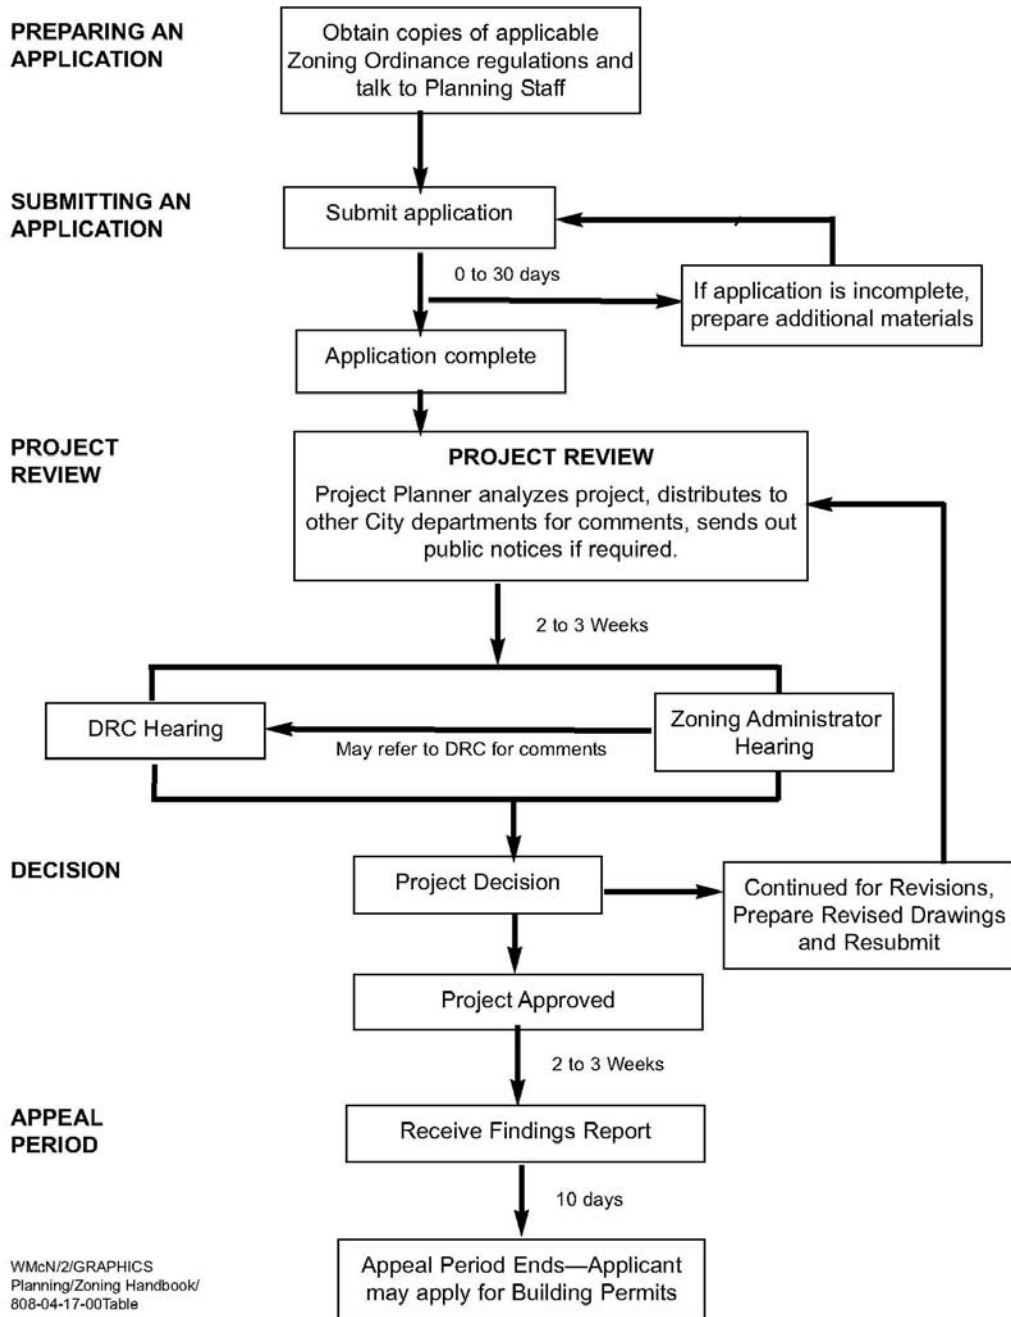 PREPARING AN
APPLICATION
Obtain copies of applicable
Zoning Ordinance regulations and
talk to Planning Staff
SUBMITTING AN
APPLICATION
Submit application
0 to 30 days
If application is incomplete,
prepare additional materials
Application complete
PROJECT
REVIEW
PROJECT REVIEW
Project Planner analyzes project, distributes to
other City departments for comments, sends out
public notices if required.
2 to 3 Weeks
DRC Hearing
May refer to DRC for comments
Zoning Administrator
Hearing
DECISION
Project Decision
Continued for Revisions,
Prepare Revised Drawings
and Resubmit
Project Approved
2 to 3 Weeks
APPEAL
PERIOD
Receive Findings Report
10 days
Appeal Period Ends—Applicant
may apply for Building Permits
WMcN/2/GRAPHICS
Planning/Zoning Handbook/
808-04-17-00Table